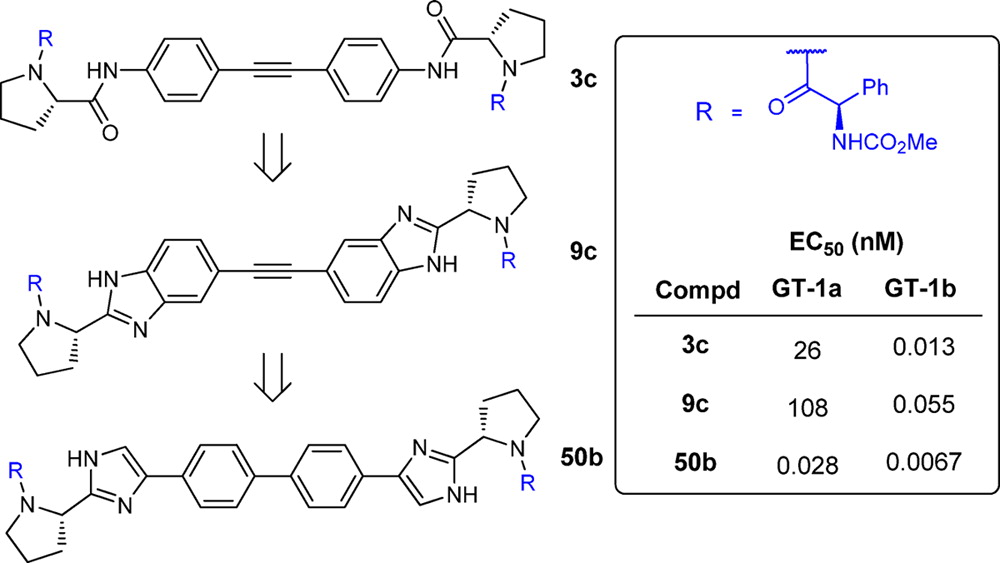 R
N
HN
O
O
NH
N
R
3c
R
N
HN
N
N
NH
N
R
9c
R
N
HN
N
N
NH
N
R
50b
R =
O
Ph
NHCO₂Me
EC₅₀ (nM)
Compd GT-1a GT-1b
3c 26 0.013
9c 108 0.055
50b 0.028 0.0067